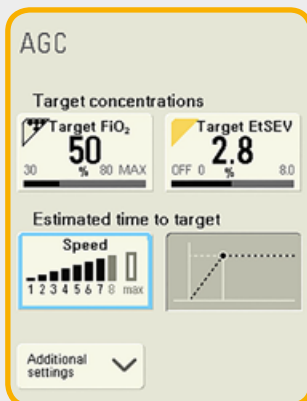 AGC
Target concentrations
Target FiO₂
50
30 % 80 MAX
Target EtSEV
2.8
OFF 0 % 8.0
Estimated time to target
Speed
1 2 3 4 5 6 7 8 max
Additional
settings